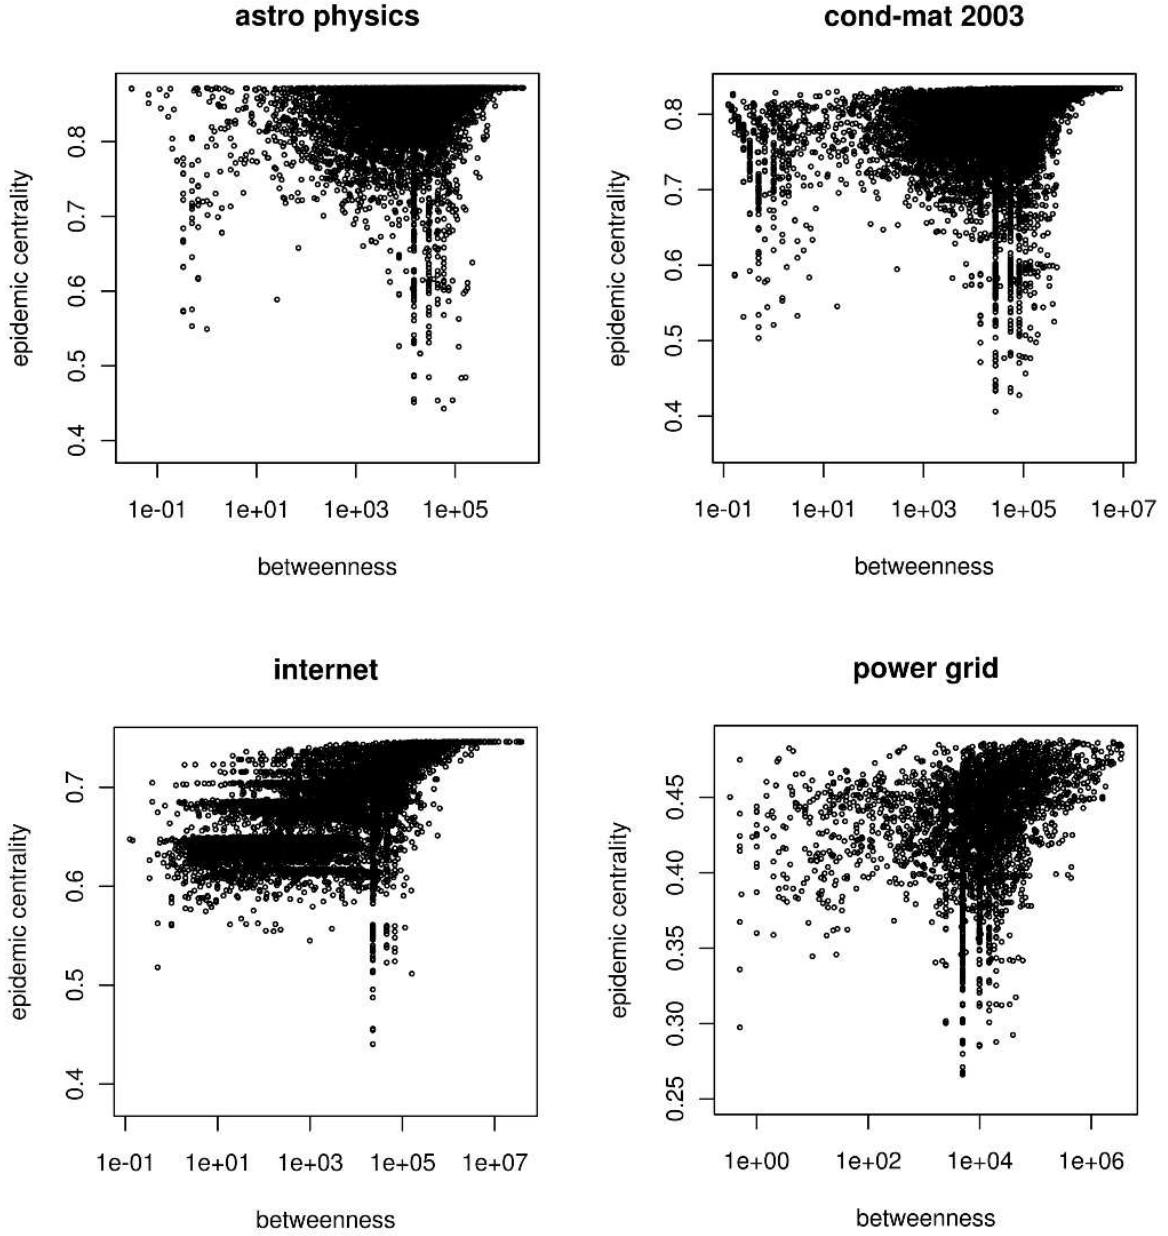 astro physics
epidemic centrality
0.4 0.5 0.6 0.7 0.8
1e-01 1e+01 1e+03 1e+05
betweenness
cond-mat 2003
epidemic centrality
0.4 0.5 0.6 0.7 0.8
1e-01 1e+01 1e+03 1e+05 1e+07
betweenness
internet
epidemic centrality
0.4 0.5 0.6 0.7
1e-01 1e+01 1e+03 1e+05 1e+07
betweenness
power grid
epidemic centrality
0.25 0.30 0.35 0.40 0.45
1e+00 1e+02 1e+04 1e+06
betweenness